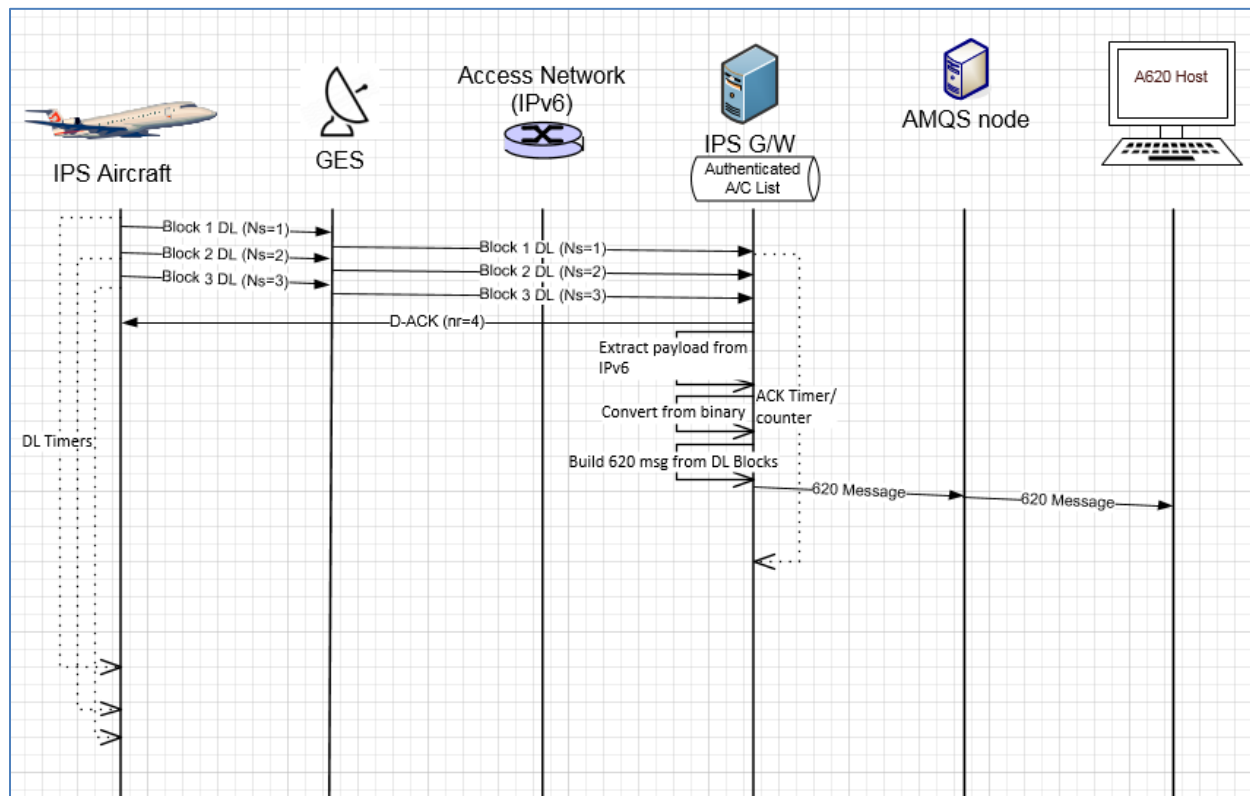 IPS Aircraft
GES
Access Network
(IPv6)
IPS G/W
Authenticated
A/C List
AMQS node
A620 Host
Block 1 DL (Ns=1)
Block 2 DL (Ns=2)
Block 3 DL (Ns=3)
Block 1 DL (Ns=1)
Block 2 DL (Ns=2)
Block 3 DL (Ns=3)
D-ACK (nr=4)
Extract payload from
IPv6
Convert from binary
ACK Timer/
counter
Build 620 msg from DL Blocks
DL Timers
620 Message
620 Message